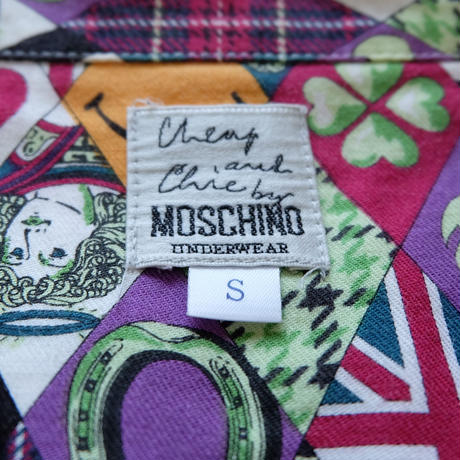 Cheap
and
Chic by
MOSCHINO
UNDERWEAR
S